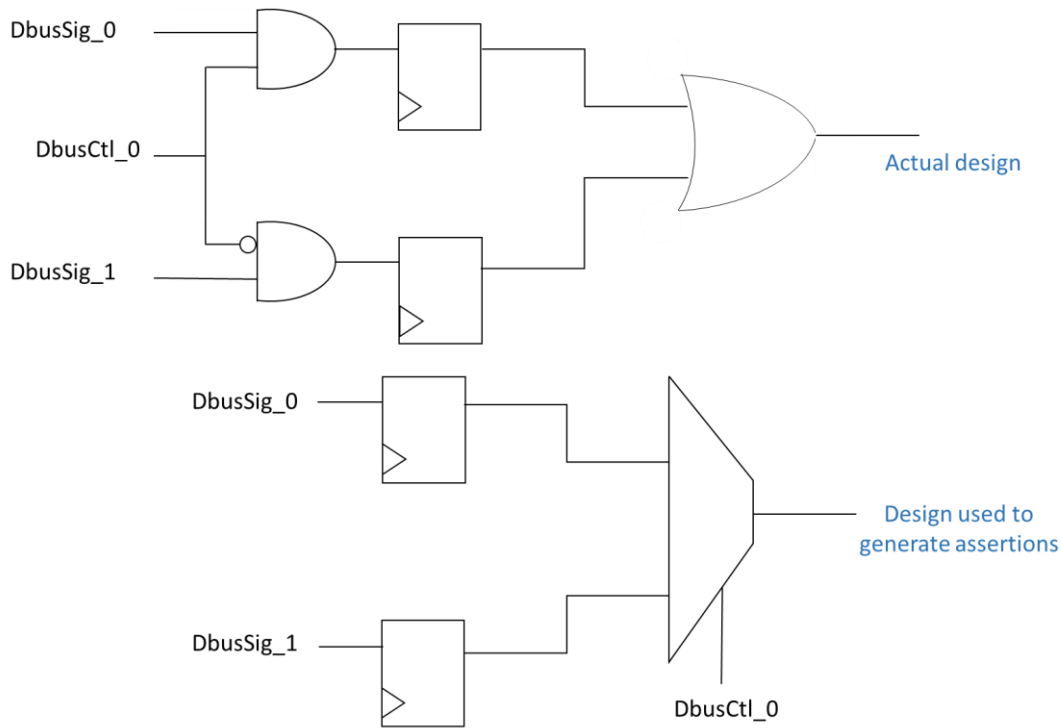 DbusSig_0
DbusCtl_0
Actual design
DbusSig_1
DbusSig_0
Design used to
generate assertions
DbusSig_1
DbusCtl_0